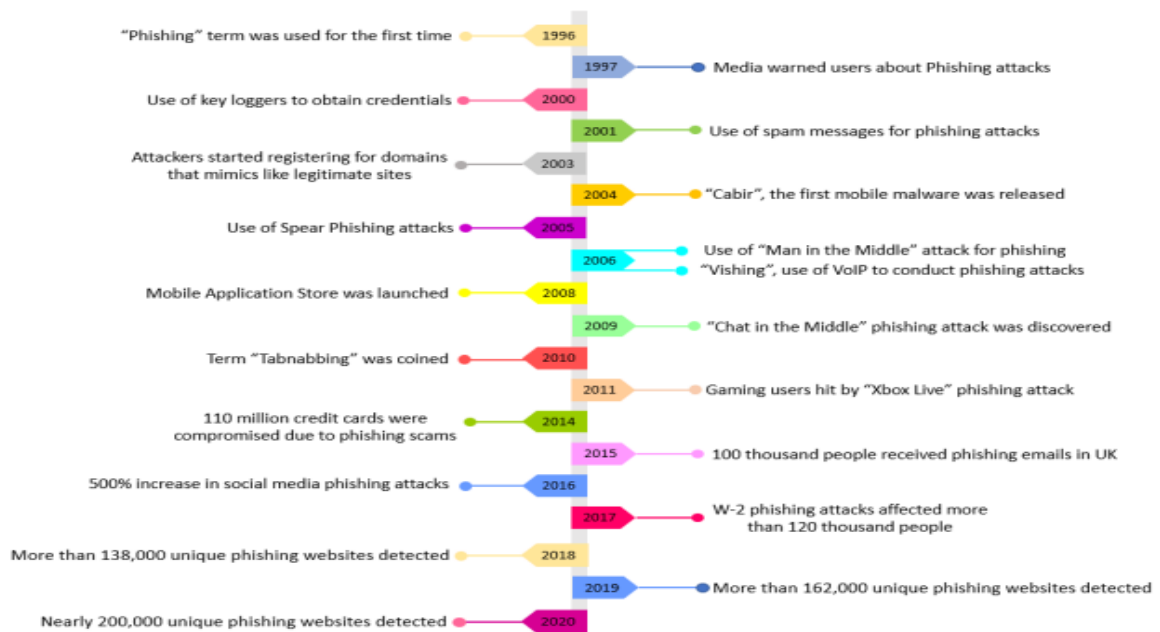 “Phishing” term was used for the first time
1996
1997
Media warned users about Phishing attacks
Use of key loggers to obtain credentials
2000
2001
Use of spam messages for phishing attacks
Attackers started registering for domains
that mimics like legitimate sites
2003
2004
“Cabir”, the first mobile malware was released
Use of Spear Phishing attacks
2005
2006
Use of “Man in the Middle” attack for phishing
“Vishing”, use of VoIP to conduct phishing attacks
Mobile Application Store was launched
2008
2009
“Chat in the Middle” phishing attack was discovered
Term “Tabnabbing” was coined
2010
2011
Gaming users hit by “Xbox Live” phishing attack
110 million credit cards were
compromised due to phishing scams
2014
2015
100 thousand people received phishing emails in UK
500% increase in social media phishing attacks
2016
2017
W-2 phishing attacks affected more
than 120 thousand people
More than 138,000 unique phishing websites detected
2018
2019
More than 162,000 unique phishing websites detected
Nearly 200,000 unique phishing websites detected
2020